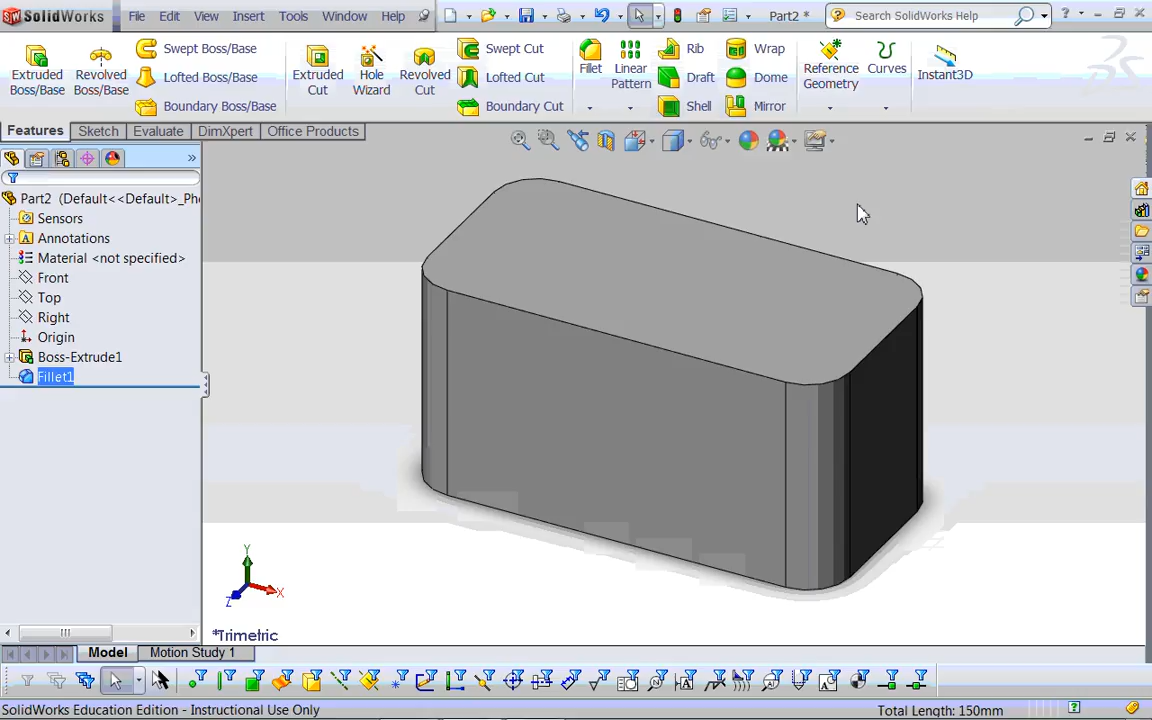 SW SolidWorks File Edit View Insert Tools Window Help Part2 * Search SolidWorks Help
Extruded Boss/Base
Revolved Boss/Base
Swept Boss/Base
Lofted Boss/Base
Boundary Boss/Base
Extruded Cut
Hole Wizard
Revolved Cut
Swept Cut
Lofted Cut
Boundary Cut
Fillet
Linear Pattern
Rib
Draft
Shell
Wrap
Dome
Mirror
Reference Geometry
Curves
Instant3D
Features Sketch Evaluate DimXpert Office Products
Part2 (Default<<Default>_Pho
Sensors
Annotations
Material <not specified>
Front
Top
Right
Origin
Boss-Extrude1
Fillet1
Y
X
Z
*Trimetric
Model Motion Study 1
SolidWorks Education Edition - Instructional Use Only
Total Length: 150mm